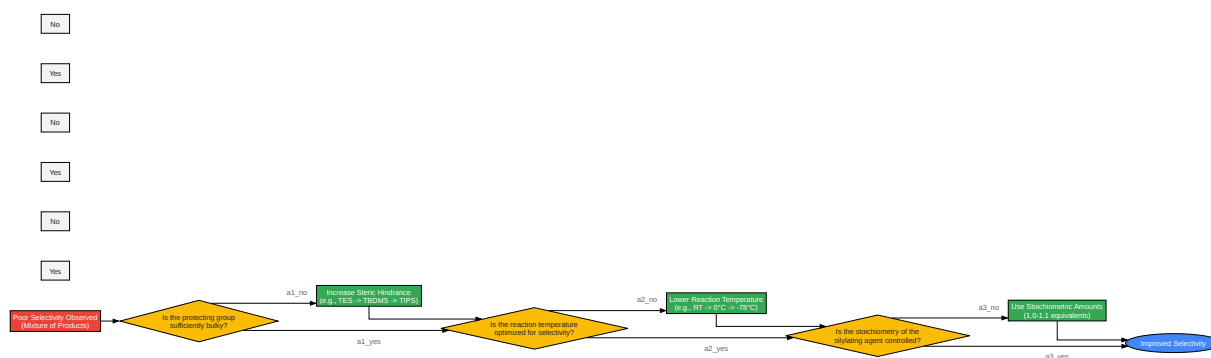 No
Yes
No
Yes
No
Yes
Poor Selectivity Observed
(Mixture of Products)
Is the protecting group
sufficiently bulky?
a1_no
Increase Steric Hindrance
(e.g., TES -> TBDMS -> TIPS)
a1_yes
Is the reaction temperature
optimized for selectivity?
a2_no
Lower Reaction Temperature
(e.g., RT -> 0°C -> -78°C)
a2_yes
Is the stoichiometry of the
silylating agent controlled?
a3_no
Use Stoichiometric Amounts
(1.0-1.1 equivalents)
a3_yes
Improved Selectivity